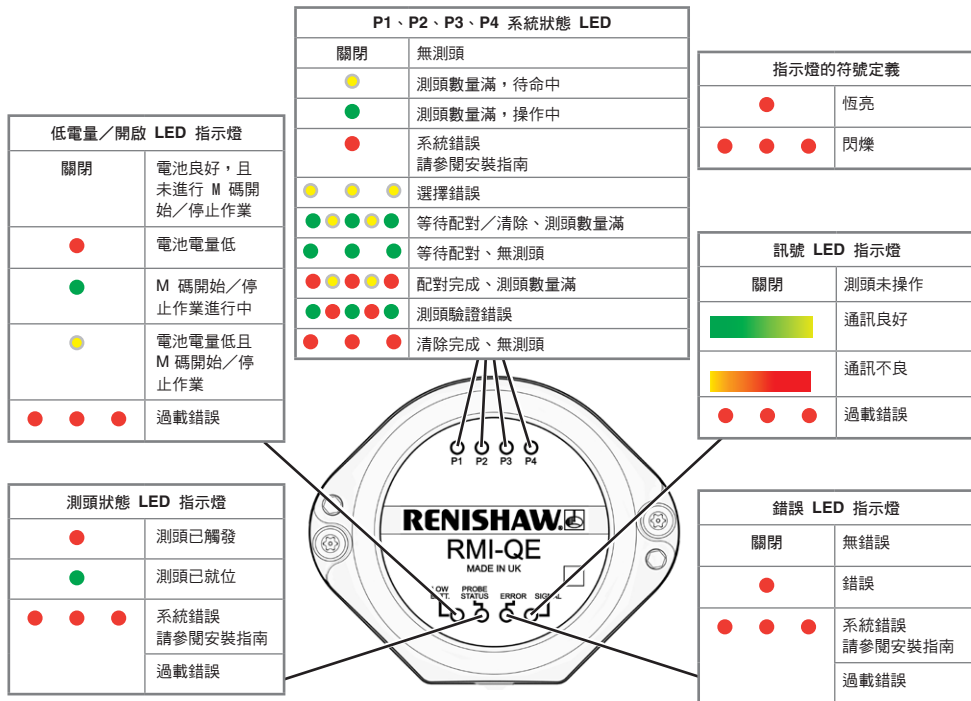 P1、P2、P3、P4 系統狀態 LED
關閉 無測頭
測頭數量滿，待命中
測頭數量滿，操作中
系統錯誤
請參閱安裝指南
選擇錯誤
等待配對／清除、測頭數量滿
等待配對、無測頭
配對完成、測頭數量滿
測頭驗證錯誤
清除完成、無測頭
指示燈的符號定義
恆亮
閃爍
低電量／開啟 LED 指示燈
關閉 電池良好，且
未進行 M 碼開
始／停止作業
電池電量低
M 碼開始／停
止作業進行中
電池電量低且
M 碼開始／停
止作業
過載錯誤
訊號 LED 指示燈
關閉 測頭未操作
通訊良好
通訊不良
過載錯誤
P1 P2 P3 P4
RENISHAW.
RMI-QE
MADE IN UK
PROBE
STATUS
ERROR
測頭狀態 LED 指示燈
測頭已觸發
測頭已就位
系統錯誤
請參閱安裝指南
過載錯誤
錯誤 LED 指示燈
關閉 無錯誤
錯誤
系統錯誤
請參閱安裝指南
過載錯誤